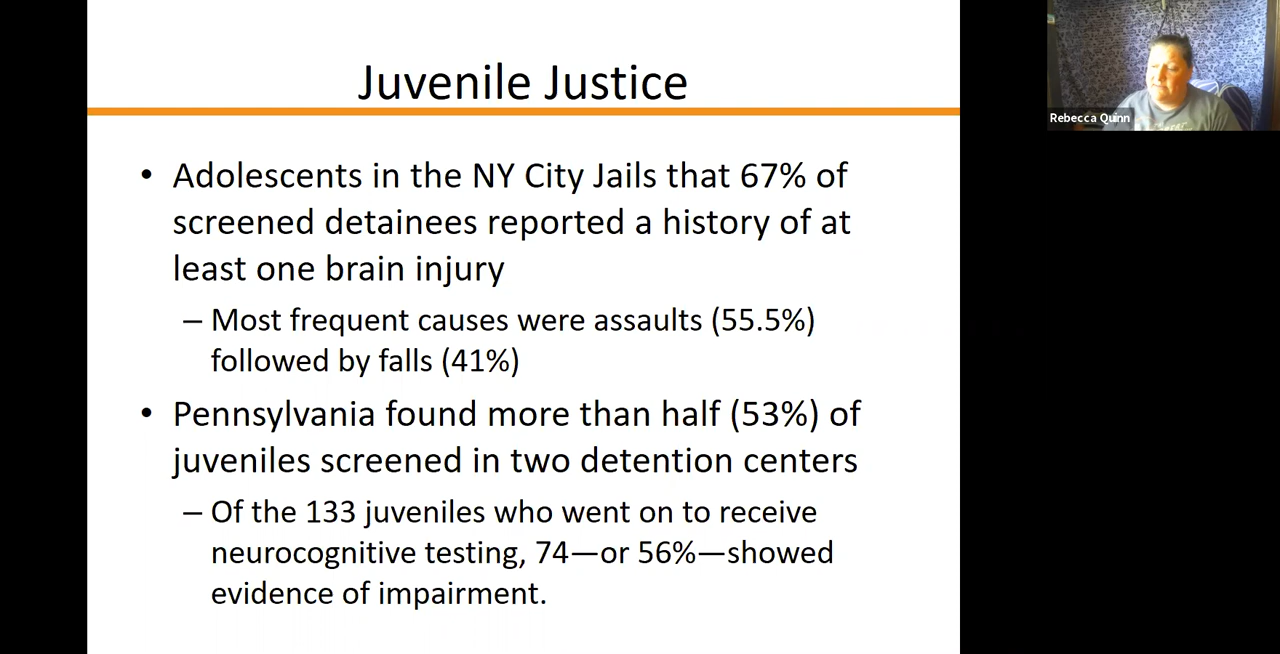 Juvenile Justice
• Adolescents in the NY City Jails that 67% of
screened detainees reported a history of at
least one brain injury
– Most frequent causes were assaults (55.5%)
followed by falls (41%)
• Pennsylvania found more than half (53%) of
juveniles screened in two detention centers
– Of the 133 juveniles who went on to receive
neurocognitive testing, 74—or 56%—showed
evidence of impairment.
Rebecca Quinn